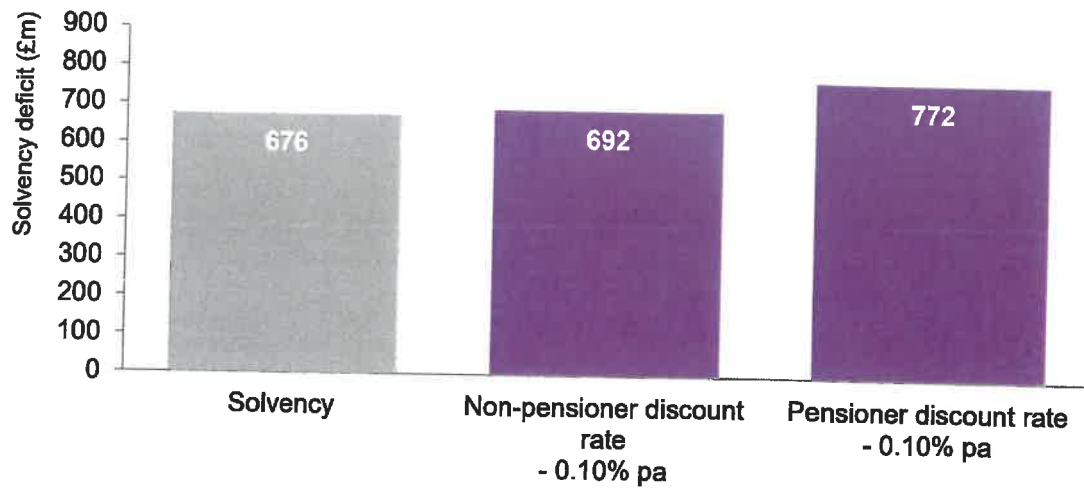 Solvency deficit (£m)
900
800
700
600
500
400
300
200
100
0
676
692
772
Solvency
Non-pensioner discount
rate
- 0.10% pa
Pensioner discount rate
- 0.10% pa